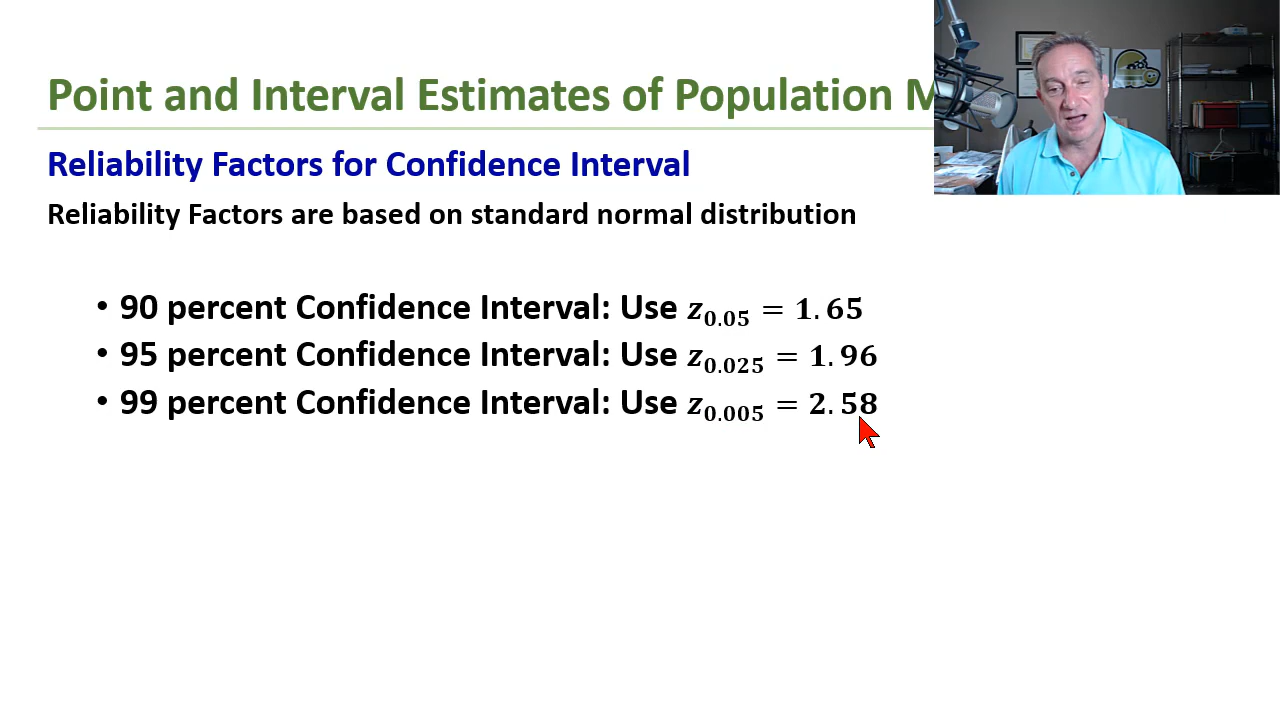 Point and Interval Estimates of Population
Reliability Factors for Confidence Interval
Reliability Factors are based on standard normal distribution
• 90 percent Confidence Interval: Use z₀.₀₅ = 1.65
• 95 percent Confidence Interval: Use z₀.₀₂₅ = 1.96
• 99 percent Confidence Interval: Use z₀.₀₀₅ = 2.58